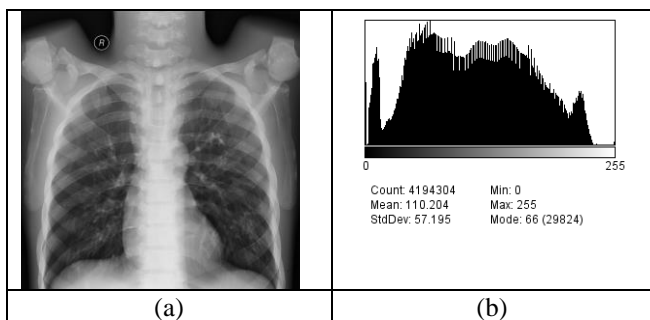 R
0
255
Count: 4194304
Min: 0
Mean: 110.204
Max: 255
StdDev: 57.195
Mode: 66 (29824)
(a)
(b)